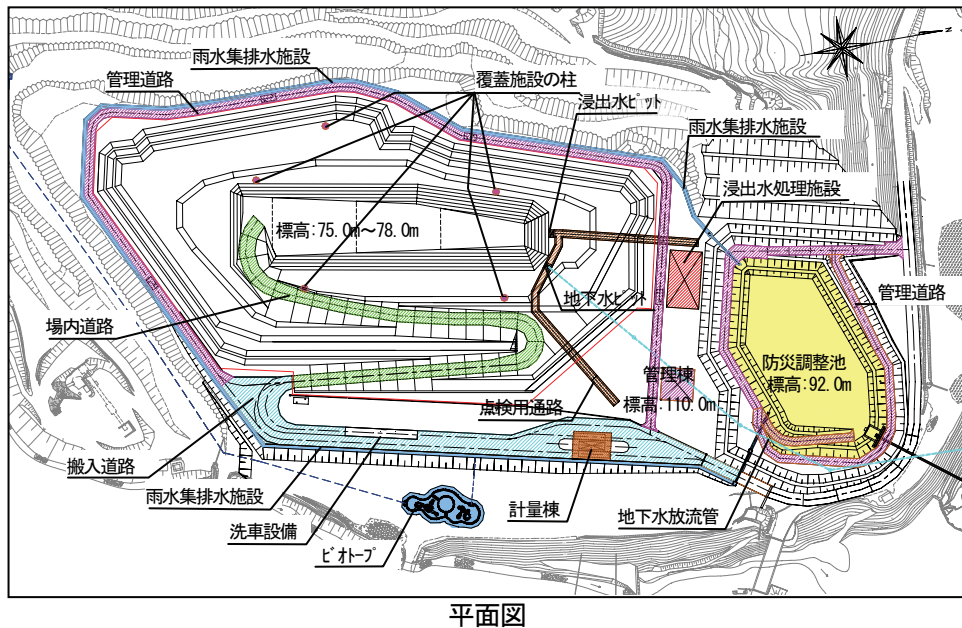 雨水集排水施設
管理道路
覆蓋施設の柱
浸出水ﾋﾟｯﾄ
雨水集排水施設
浸出水処理施設
標高:75.0m～78.0m
地下水ﾋﾟｯﾄ
管理道路
場内道路
防災調整池
標高:92.0m
管理棟
標高:110.0m
点検用通路
搬入道路
雨水集排水施設
洗車設備
計量棟
地下水放流管
ﾋﾞｵﾄｰﾌﾟ
平面図